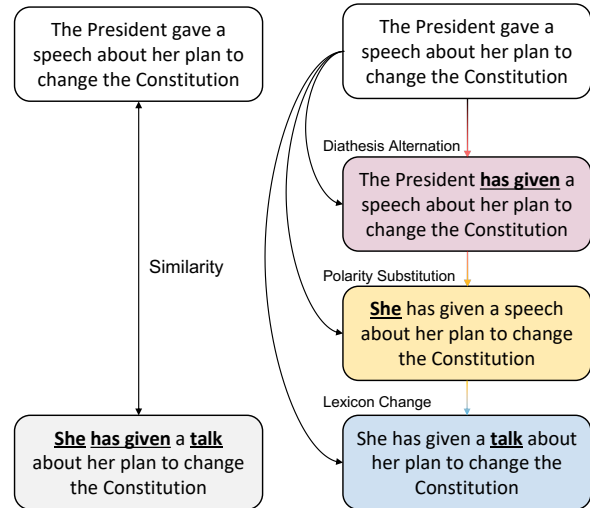 The President gave a
speech about her plan to
change the Constitution
Similarity
She has given a talk
about her plan to change
the Constitution
The President gave a
speech about her plan to
change the Constitution
Diathesis Alternation
The President has given a
speech about her plan to
change the Constitution
Polarity Substitution
She has given a speech
about her plan to change
the Constitution
Lexicon Change
She has given a talk about
her plan to change the
Constitution